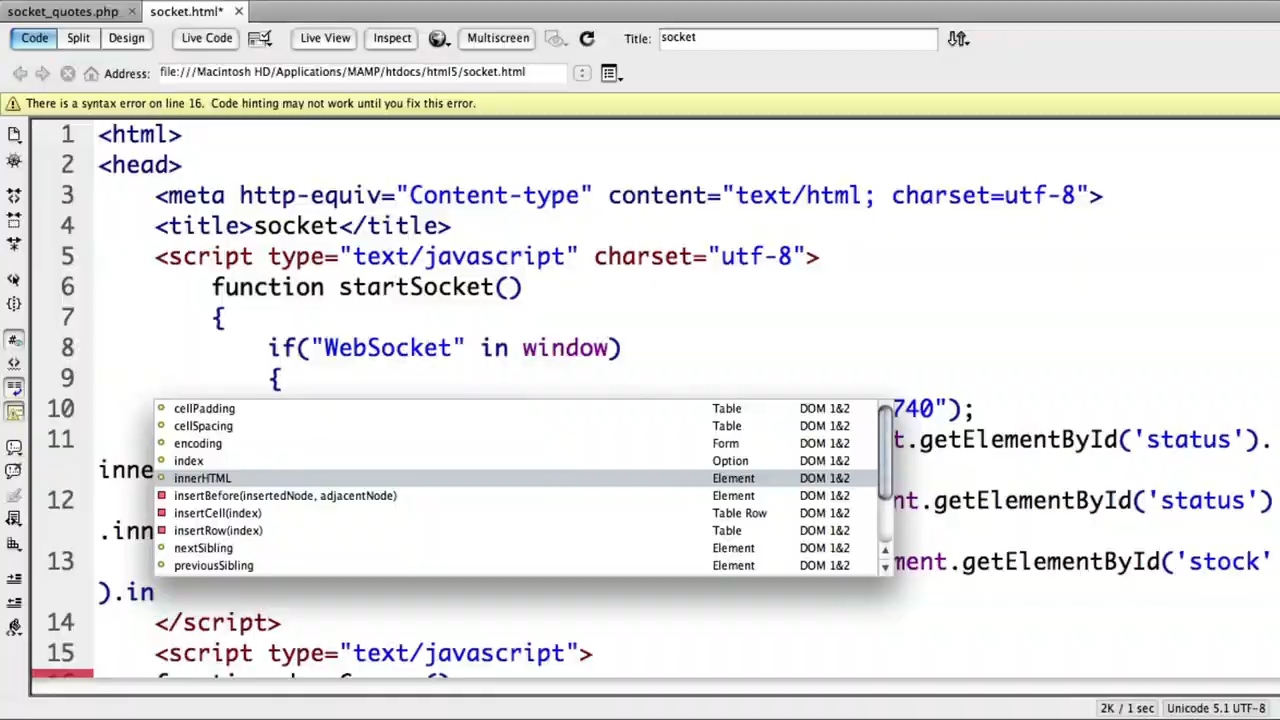 socket_quotes.php × socket.html* ×
Code Split Design Live Code Live View Inspect Multiscreen Title: socket
Address: file:///Macintosh HD/Applications/MAMP/htdocs/html5/socket.html
There is a syntax error on line 16. Code hinting may not work until you fix this error.
1 <html>
2 <head>
3 <meta http-equiv="Content-type" content="text/html; charset=utf-8">
4 <title>socket</title>
5 <script type="text/javascript" charset="utf-8">
6 function startSocket()
7 {
8 if("WebSocket" in window)
9 {
10 740");
11 t.getElementById('status').
inne
12 nt.getElementById('status')
.inn
13 ment.getElementById('stock'
).in
cellPadding Table DOM 1&2
cellSpacing Table DOM 1&2
encoding Form DOM 1&2
index Option DOM 1&2
innerHTML Element DOM 1&2
insertBefore(insertedNode, adjacentNode) Element DOM 1&2
insertCell(index) Table Row DOM 1&2
insertRow(index) Table DOM 1&2
nextSibling Element DOM 1&2
previousSibling Element DOM 1&2
14 </script>
15 <script type="text/javascript">
2K / 1 sec Unicode 5.1 UTF-8